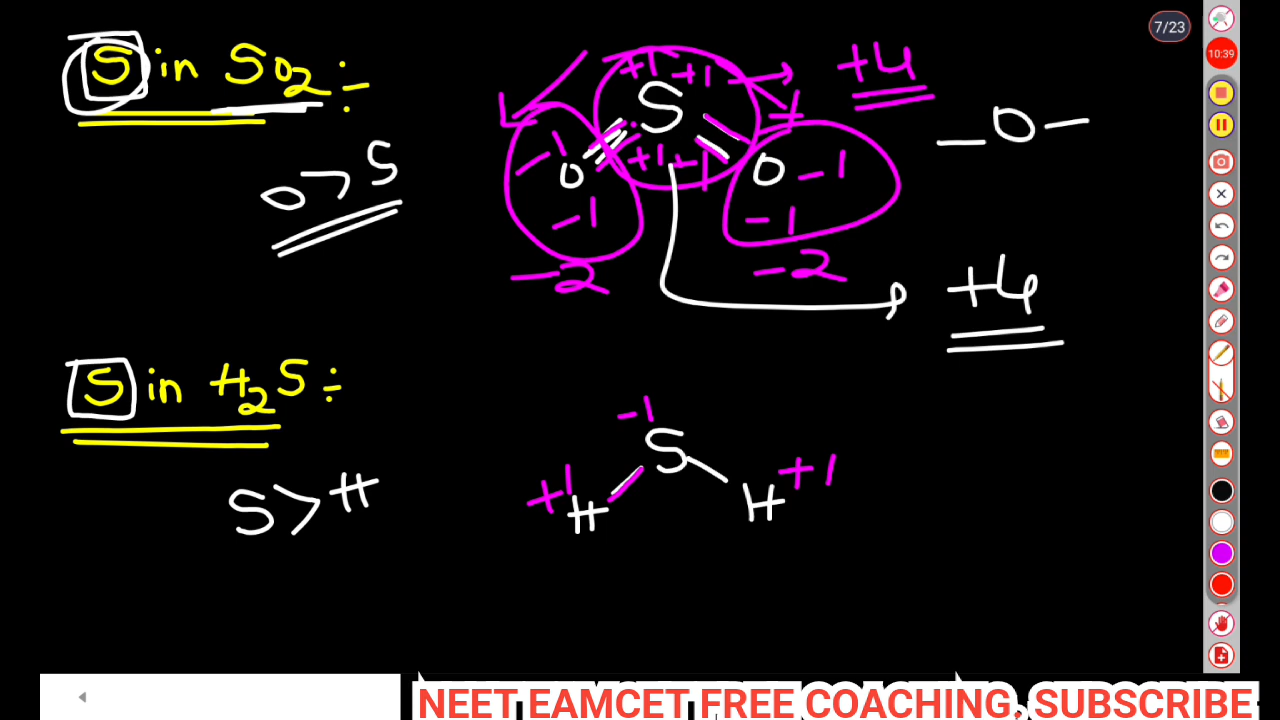 7/23
10:39
S in SO2 :-
+1 +1 → +4
S
+1 +1
-1 O
-1
-2
O -1
-1
-2
- O -
O > S
+4
S in H2S :-
-1
S
+1 H
H +1
S > H
NEET EAMCET FREE COACHING, SUBSCRIBE